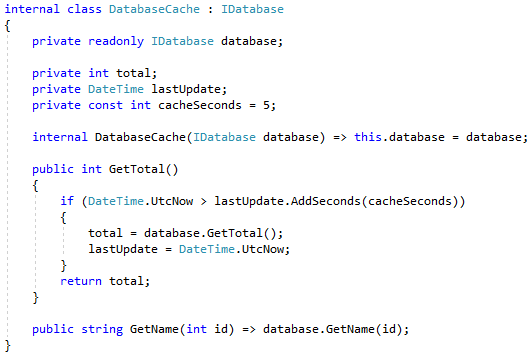 internal class DatabaseCache : IDatabase
{
    private readonly IDatabase database;

    private int total;
    private DateTime lastUpdate;
    private const int cacheSeconds = 5;

    internal DatabaseCache(IDatabase database) => this.database = database;

    public int GetTotal()
    {
        if (DateTime.UtcNow > lastUpdate.AddSeconds(cacheSeconds))
        {
            total = database.GetTotal();
            lastUpdate = DateTime.UtcNow;
        }
        return total;
    }

    public string GetName(int id) => database.GetName(id);
}